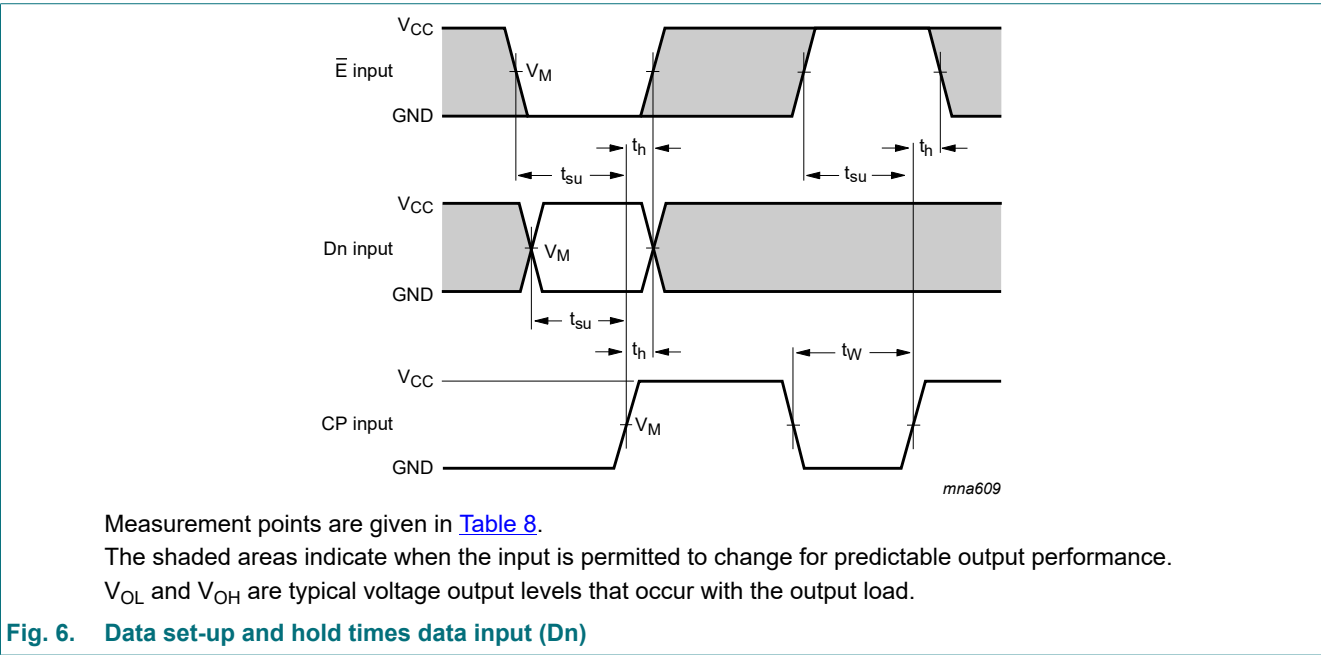 VCC
E̅ input
VM
GND
th
th
tsu
tsu
VCC
Dn input
VM
GND
tsu
th
tW
VCC
CP input
VM
GND
mna609
Measurement points are given in Table 8.
The shaded areas indicate when the input is permitted to change for predictable output performance.
VOL and VOH are typical voltage output levels that occur with the output load.
Fig. 6. Data set-up and hold times data input (Dn)